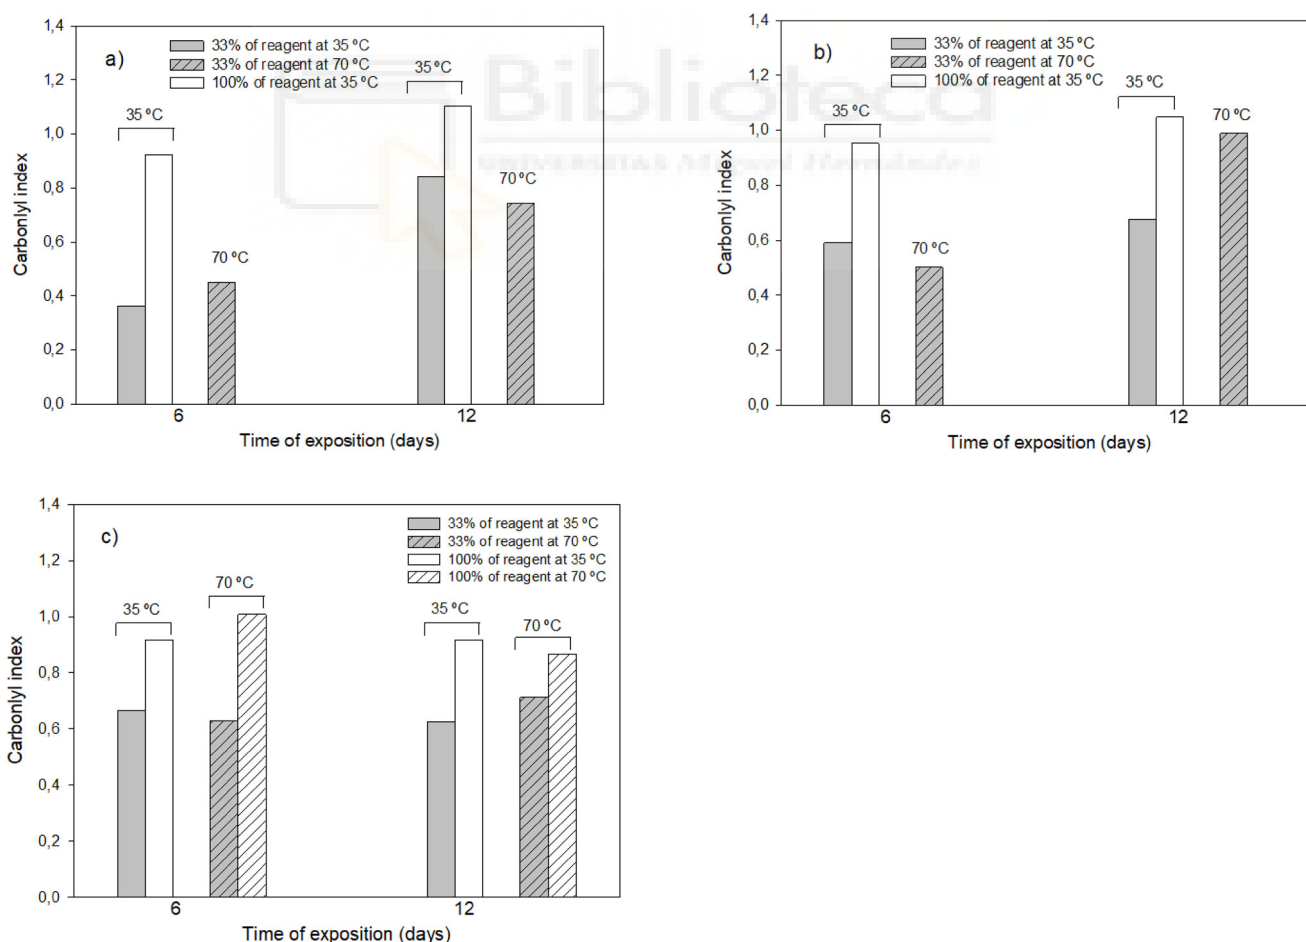 1,4
1,2
1,0
0,8
0,6
0,4
0,2
0,0
Carbonlyl index
a)
33% of reagent at 35 ºC
33% of reagent at 70 ºC
100% of reagent at 35 ºC
35 ºC
70 ºC
35 ºC
70 ºC
6
12
Time of exposition (days)
Biblioteca
UNIVERSITAS Miguel Hernández
1,4
1,2
1,0
0,8
0,6
0,4
0,2
0,0
Carbonlyl index
b)
33% of reagent at 35 ºC
33% of reagent at 70 ºC
100% of reagent at 35 ºC
35 ºC
70 ºC
35 ºC
70 ºC
6
12
Time of exposition (days)
1,4
1,2
1,0
0,8
0,6
0,4
0,2
0,0
Carbonlyl index
c)
33% of reagent at 35 ºC
33% of reagent at 70 ºC
100% of reagent at 35 ºC
100% of reagent at 70 ºC
35 ºC
70 ºC
35 ºC
70 ºC
6
12
Time of exposition (days)